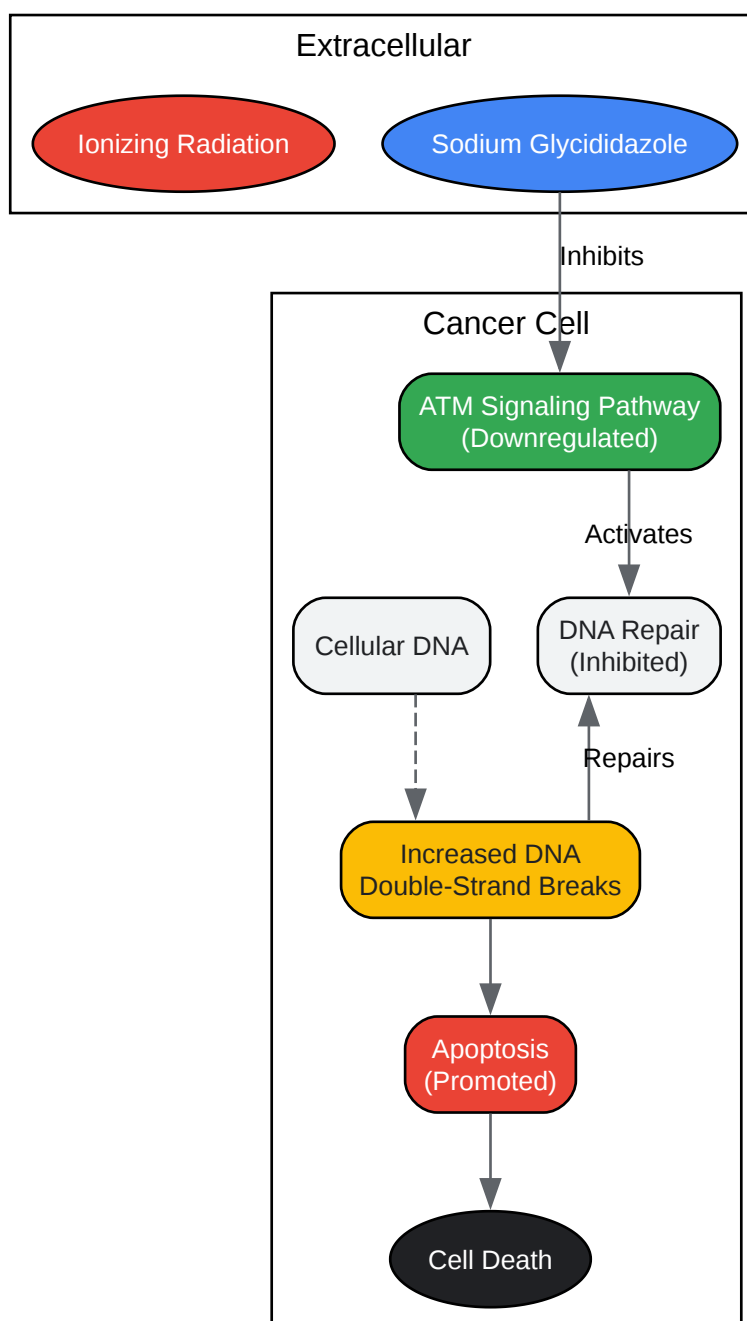 Extracellular
Ionizing Radiation
Sodium Glycididazole
Inhibits
Cancer Cell
ATM Signaling Pathway
(Downregulated)
Activates
Cellular DNA
DNA Repair
(Inhibited)
Repairs
Increased DNA
Double-Strand Breaks
Apoptosis
(Promoted)
Cell Death